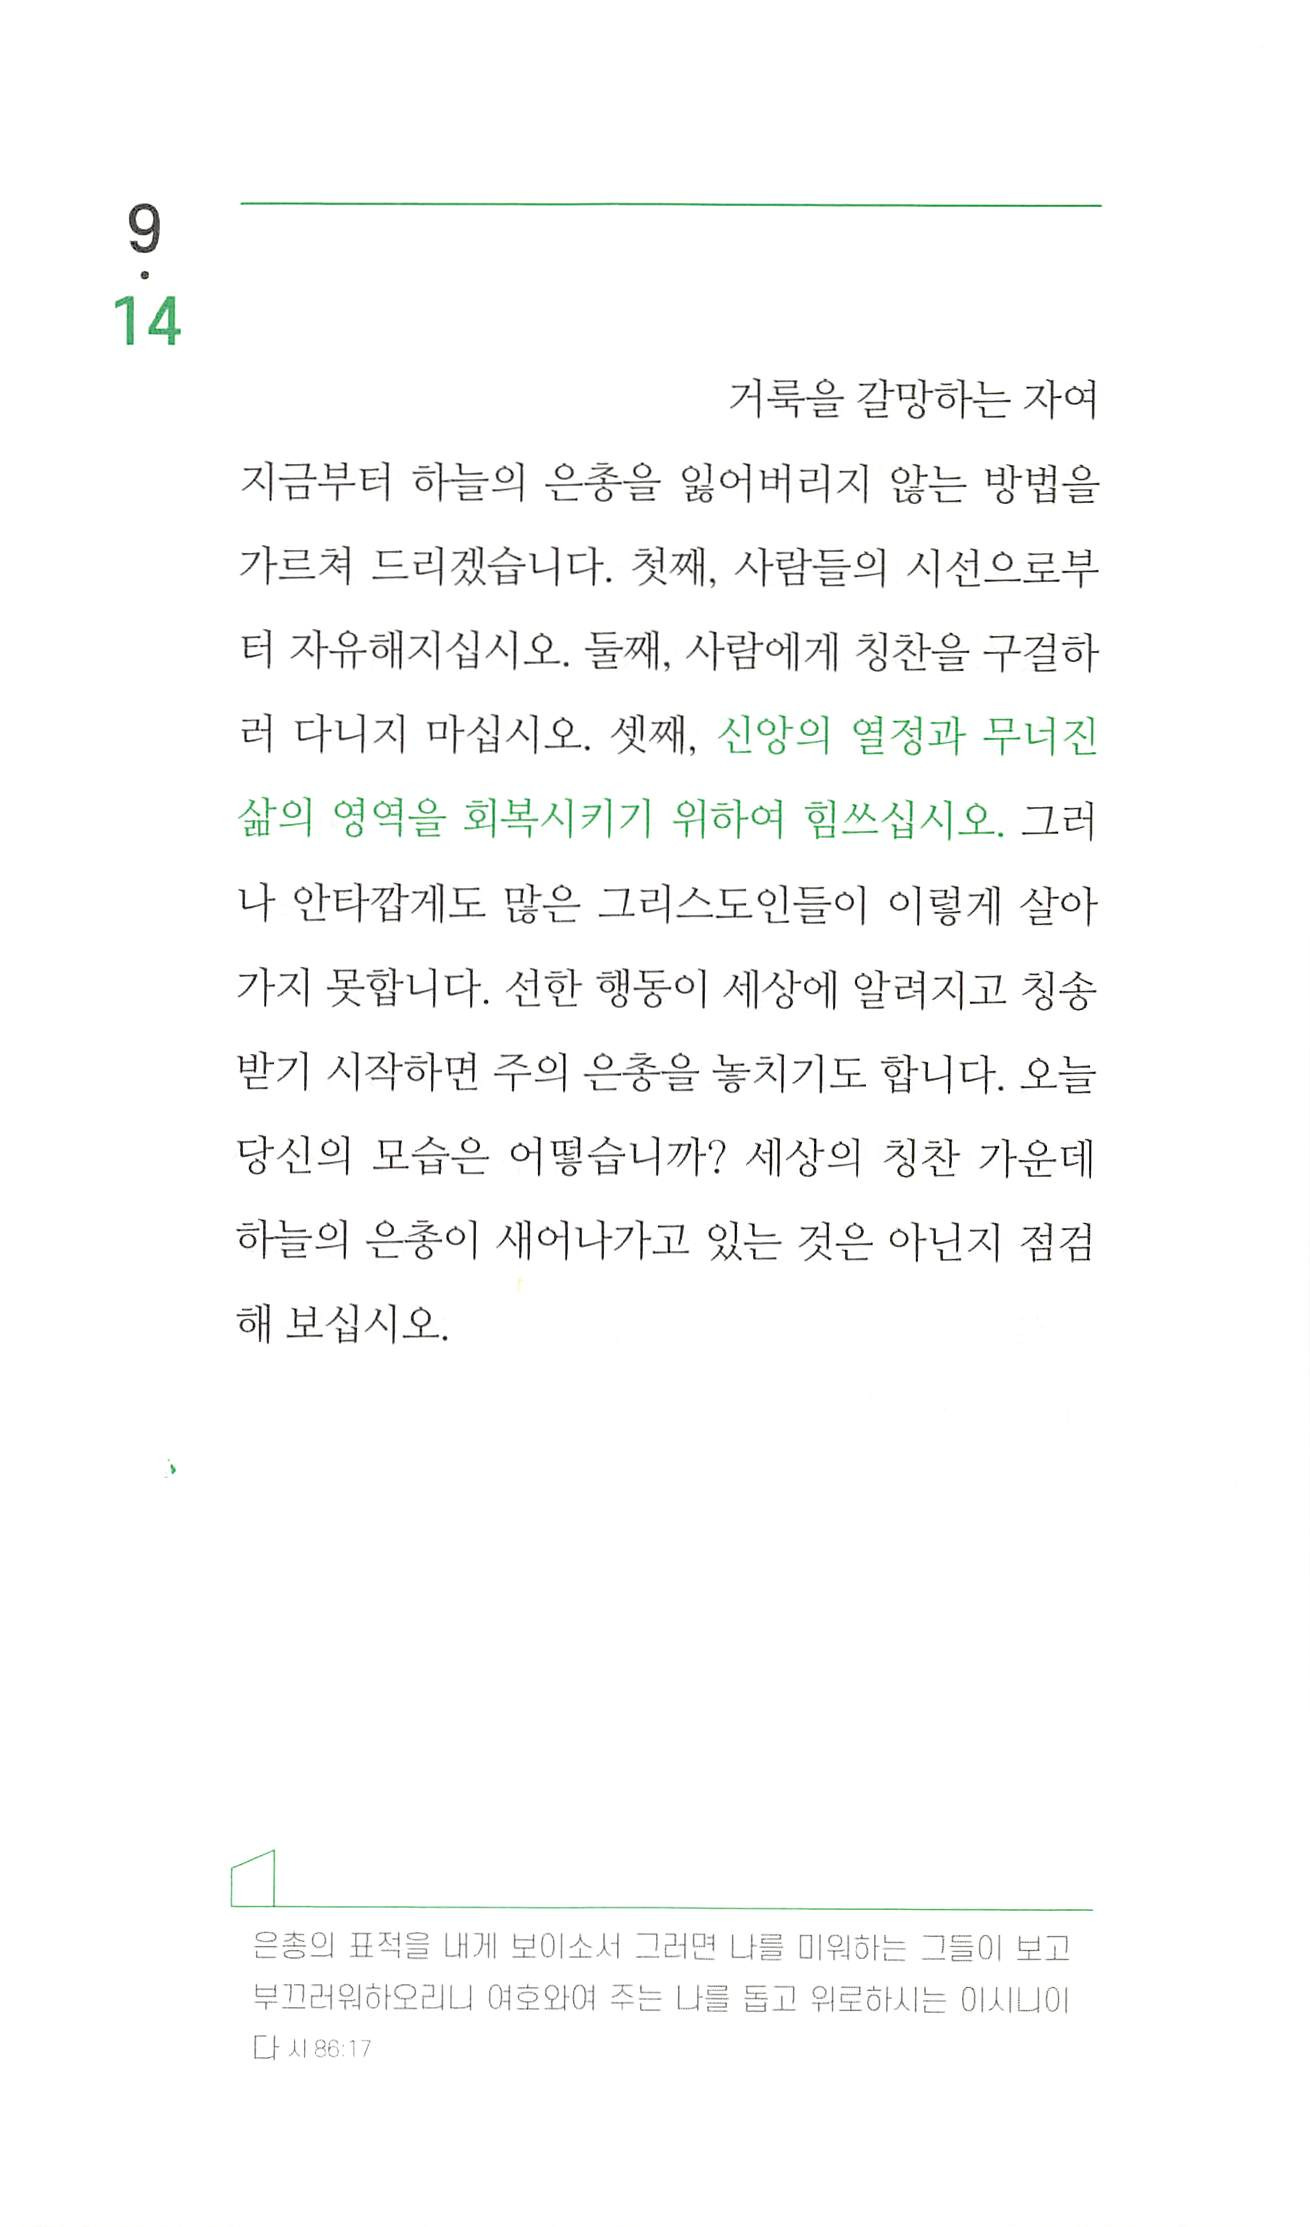 9
·
14
거룩을 갈망하는 자여
지금부터 하늘의 은총을 잃어버리지 않는 방법을
가르쳐 드리겠습니다. 첫째, 사람들의 시선으로부
터 자유해지십시오. 둘째, 사람에게 칭찬을 구걸하
러 다니지 마십시오. 셋째, 신앙의 열정과 무너진
삶의 영역을 회복시키기 위하여 힘쓰십시오. 그러
나 안타깝게도 많은 그리스도인들이 이렇게 살아
가지 못합니다. 선한 행동이 세상에 알려지고 칭송
받기 시작하면 주의 은총을 놓치기도 합니다. 오늘
당신의 모습은 어떻습니까? 세상의 칭찬 가운데
하늘의 은총이 새어나가고 있는 것은 아닌지 점검
해 보십시오.
은총의 표적을 내게 보이소서 그러면 나를 미워하는 그들이 보고
부끄러워하오리니 여호와여 주는 나를 돕고 위로하시는 이시니이
다 시 86:17